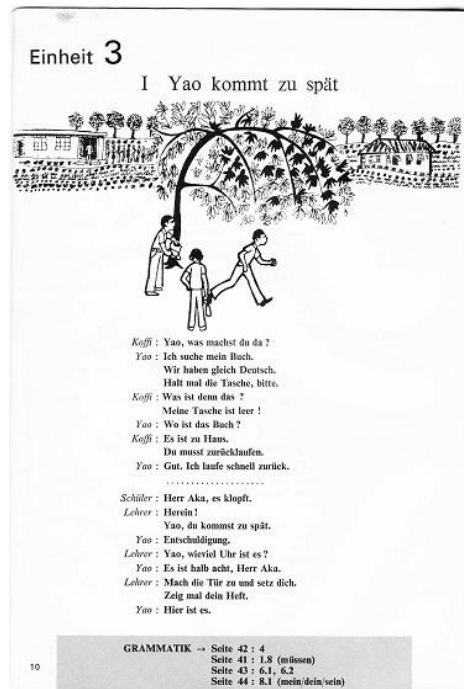 Einheit 3
I Yao kommt zu spät
Koffi : Yao, was machst du da ?
Yao : Ich suche mein Buch.
Wir haben gleich Deutsch.
Halt mal die Tasche, bitte.
Koffi : Was ist denn das ?
Meine Tasche ist leer !
Yao : Wo ist das Buch ?
Koffi : Es ist zu Haus.
Du musst zurücklaufen.
Yao : Gut. Ich laufe schnell zurück.
. . . . . . . . . . . . . . . . . . .
Schüler : Herr Aka, es klopft.
Lehrer : Herein !
Yao, du kommst zu spät.
Yao : Entschuldigung.
Lehrer : Yao, wieviel Uhr ist es ?
Yao : Es ist halb acht, Herr Aka.
Lehrer : Mach die Tür zu und setz dich.
Zeig mal dein Heft.
Yao : Hier ist es.
GRAMMATIK → Seite 42 : 4
Seite 41 : 1.8 (müssen)
Seite 43 : 6.1, 6.2
Seite 44 : 8.1 (mein/dein/sein)
10